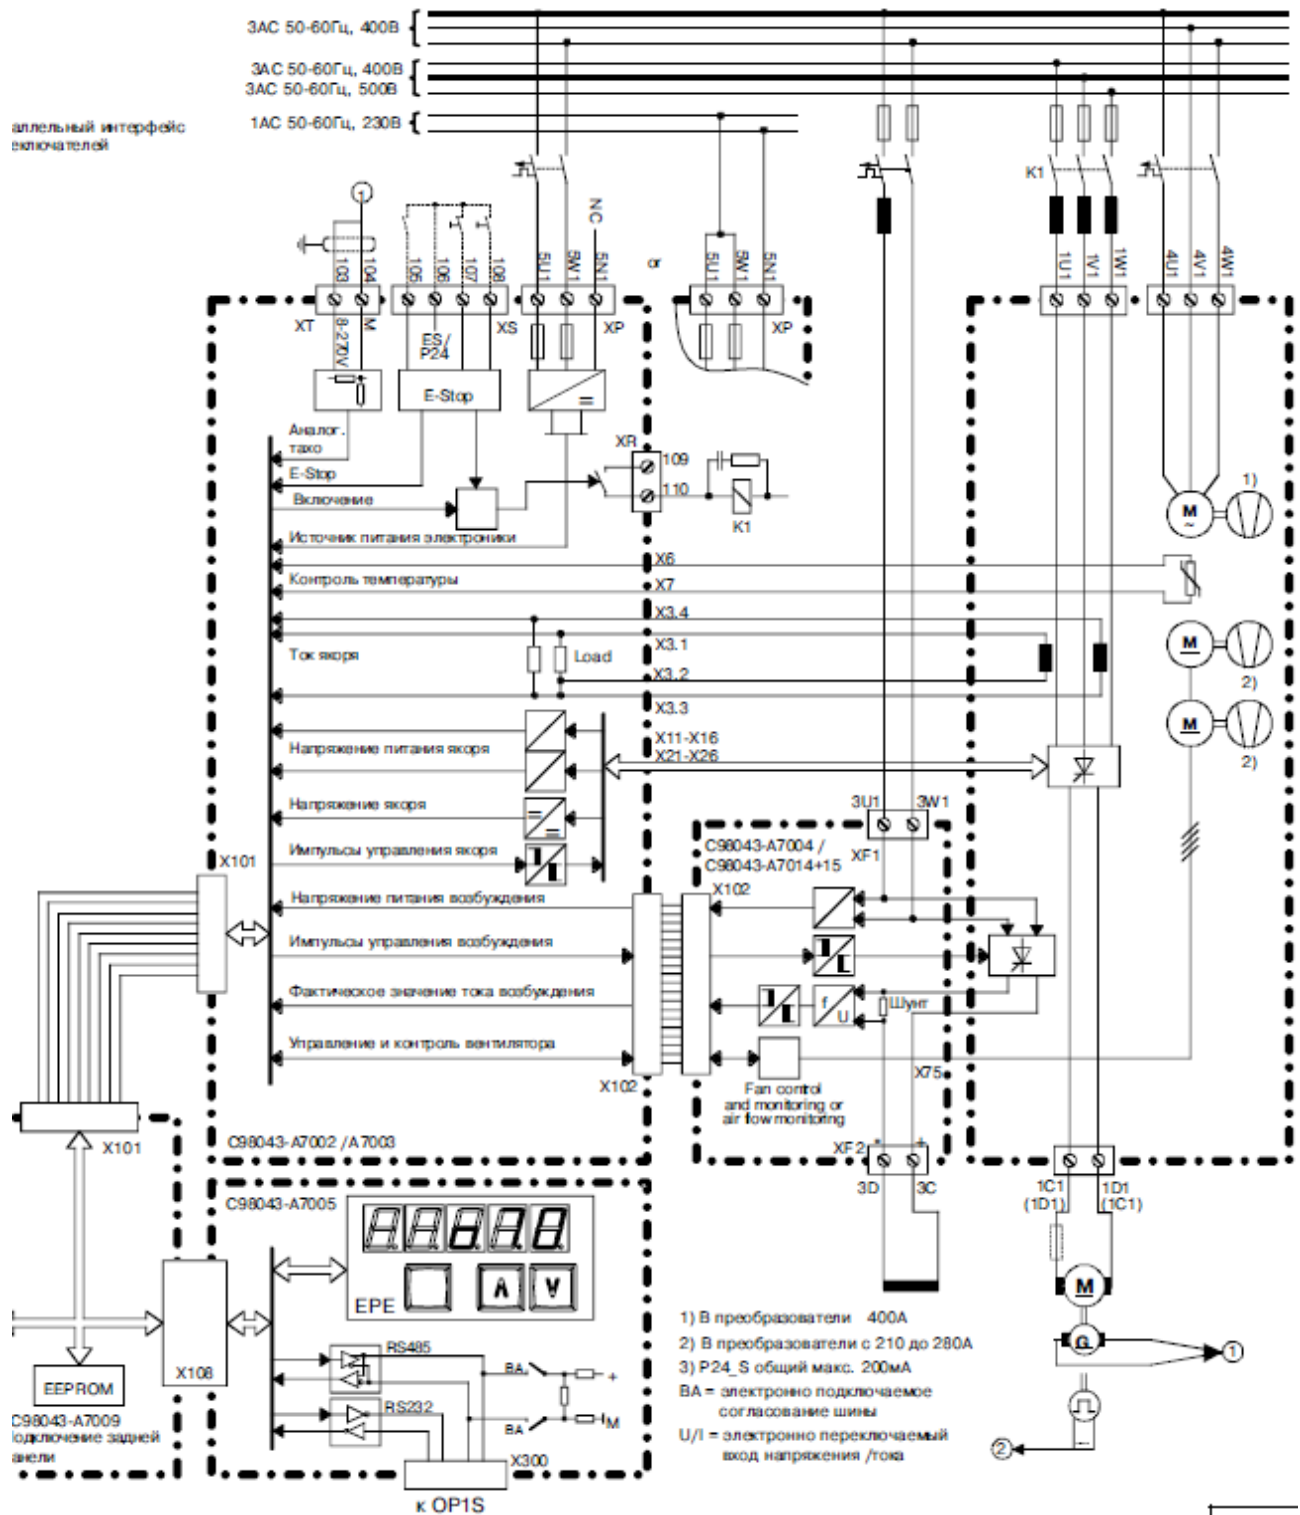 3AC 50-60Гц, 400В
3AC 50-60Гц, 400В
3AC 50-60Гц, 500В
1AC 50-60Гц, 230В
аллельный интерфейс
еключателей
K1
1
NC
103
104
105
106
107
108
5U1
5W1
5N1
or
5U1
5W1
5N1
1U1
1V1
1W1
4U1
4V1
4W1
XT
XS
XP
XP
8-270V
M
ES/
P24
E-Stop
=
Аналог.
тахо
XR
109
110
E-Stop
Включение
K1
M
~
1)
Источник питания электроники
X6
Контроль температуры
X7
X3.4
X3.1
Ток якоря
Load
X3.2
X3.3
M
2)
M
2)
X11-X16
X21-X26
Напряжение питания якоря
Напряжение якоря
=
=
3U1
3W1
XF1
C98043-A7004 /
C98043-A7014+15
Импульсы управления якоря
X101
X102
Напряжение питания возбуждения
Импульсы управления возбуждения
Фактическое значение тока возбуждения
f
U
Шунт
Управление и контроль вентилятора
X102
X75
Fan control
and monitoring or
air flow monitoring
X101
C98043-A7002 /A7003
XF2
+
3D
3C
1C1
(1D1)
1D1
(1C1)
C98043-A7005
EPE
M
G
1
X108
EEPROM
RS485
BA
+
RS232
BA
M
C98043-A7009
одключение задней
анели
X300
к OP1S
1) В преобразователи 400А
2) В преобразователи с 210 до 280А
3) P24_S общий макс. 200мА
BA = электронно подключаемое
согласование шины
U/I = электронно переключаемый
вход напряжения /тока
2